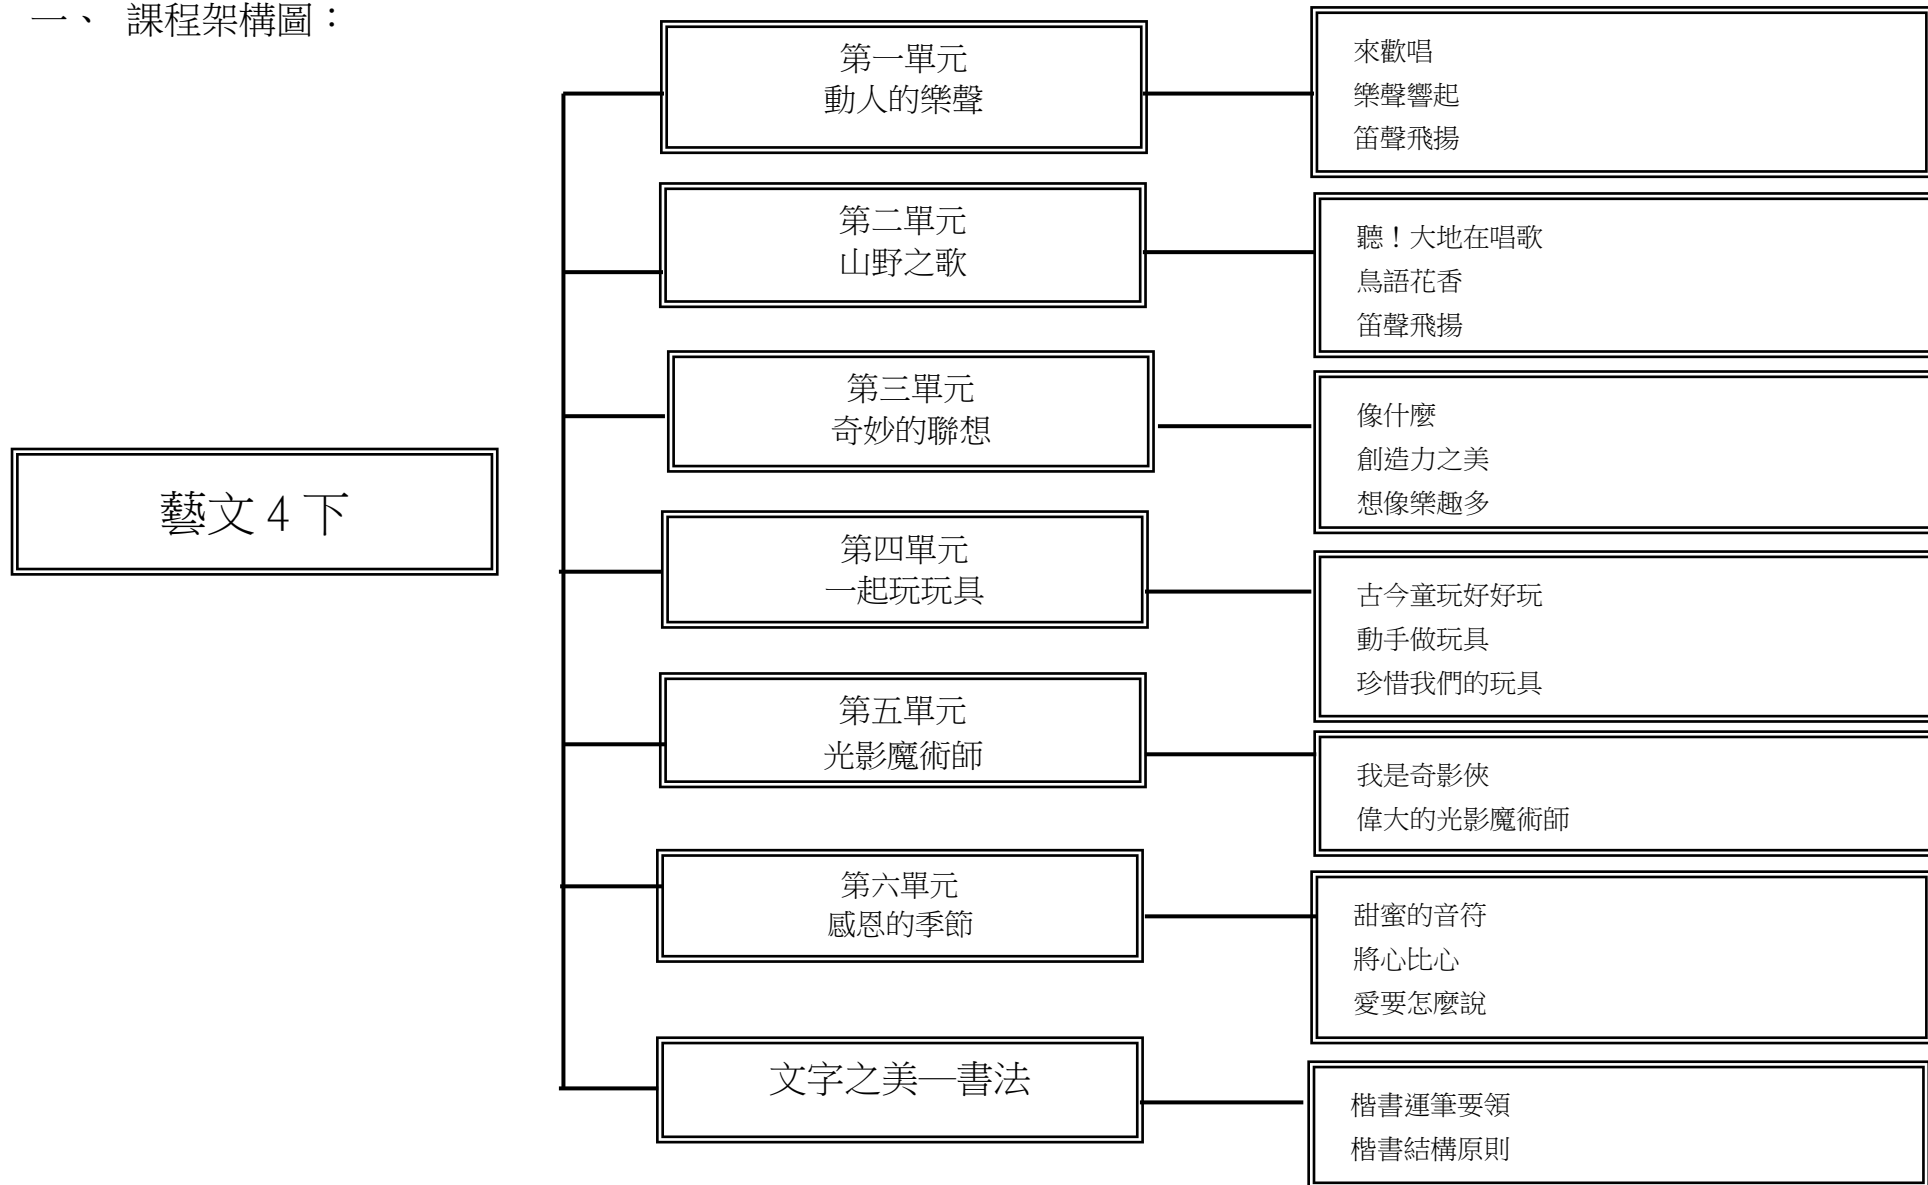 一、 課程架構圖：
藝文 4 下
第一單元
動人的樂聲
來歡唱
樂聲響起
笛聲飛揚
第二單元
山野之歌
聽！大地在唱歌
鳥語花香
笛聲飛揚
第三單元
奇妙的聯想
像什麼
創造力之美
想像樂趣多
第四單元
一起玩玩具
古今童玩好好玩
動手做玩具
珍惜我們的玩具
第五單元
光影魔術師
我是奇影俠
偉大的光影魔術師
第六單元
感恩的季節
甜蜜的音符
將心比心
愛要怎麼說
文字之美─書法
楷書運筆要領
楷書結構原則